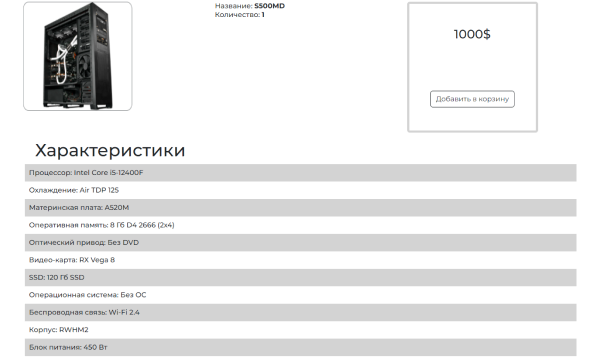 Название: S500MD
Количество: 1
1000$
Добавить в корзину
Характеристики
Процессор: Intel Core i5-12400F
Охлаждение: Air TDP 125
Материнская плата: A520M
Оперативная память: 8 Гб D4 2666 (2x4)
Оптический привод: Без DVD
Видео-карта: RX Vega 8
SSD: 120 Гб SSD
Операционная система: Без ОС
Беспроводная связь: Wi-Fi 2.4
Корпус: RWHM2
Блок питания: 450 Вт